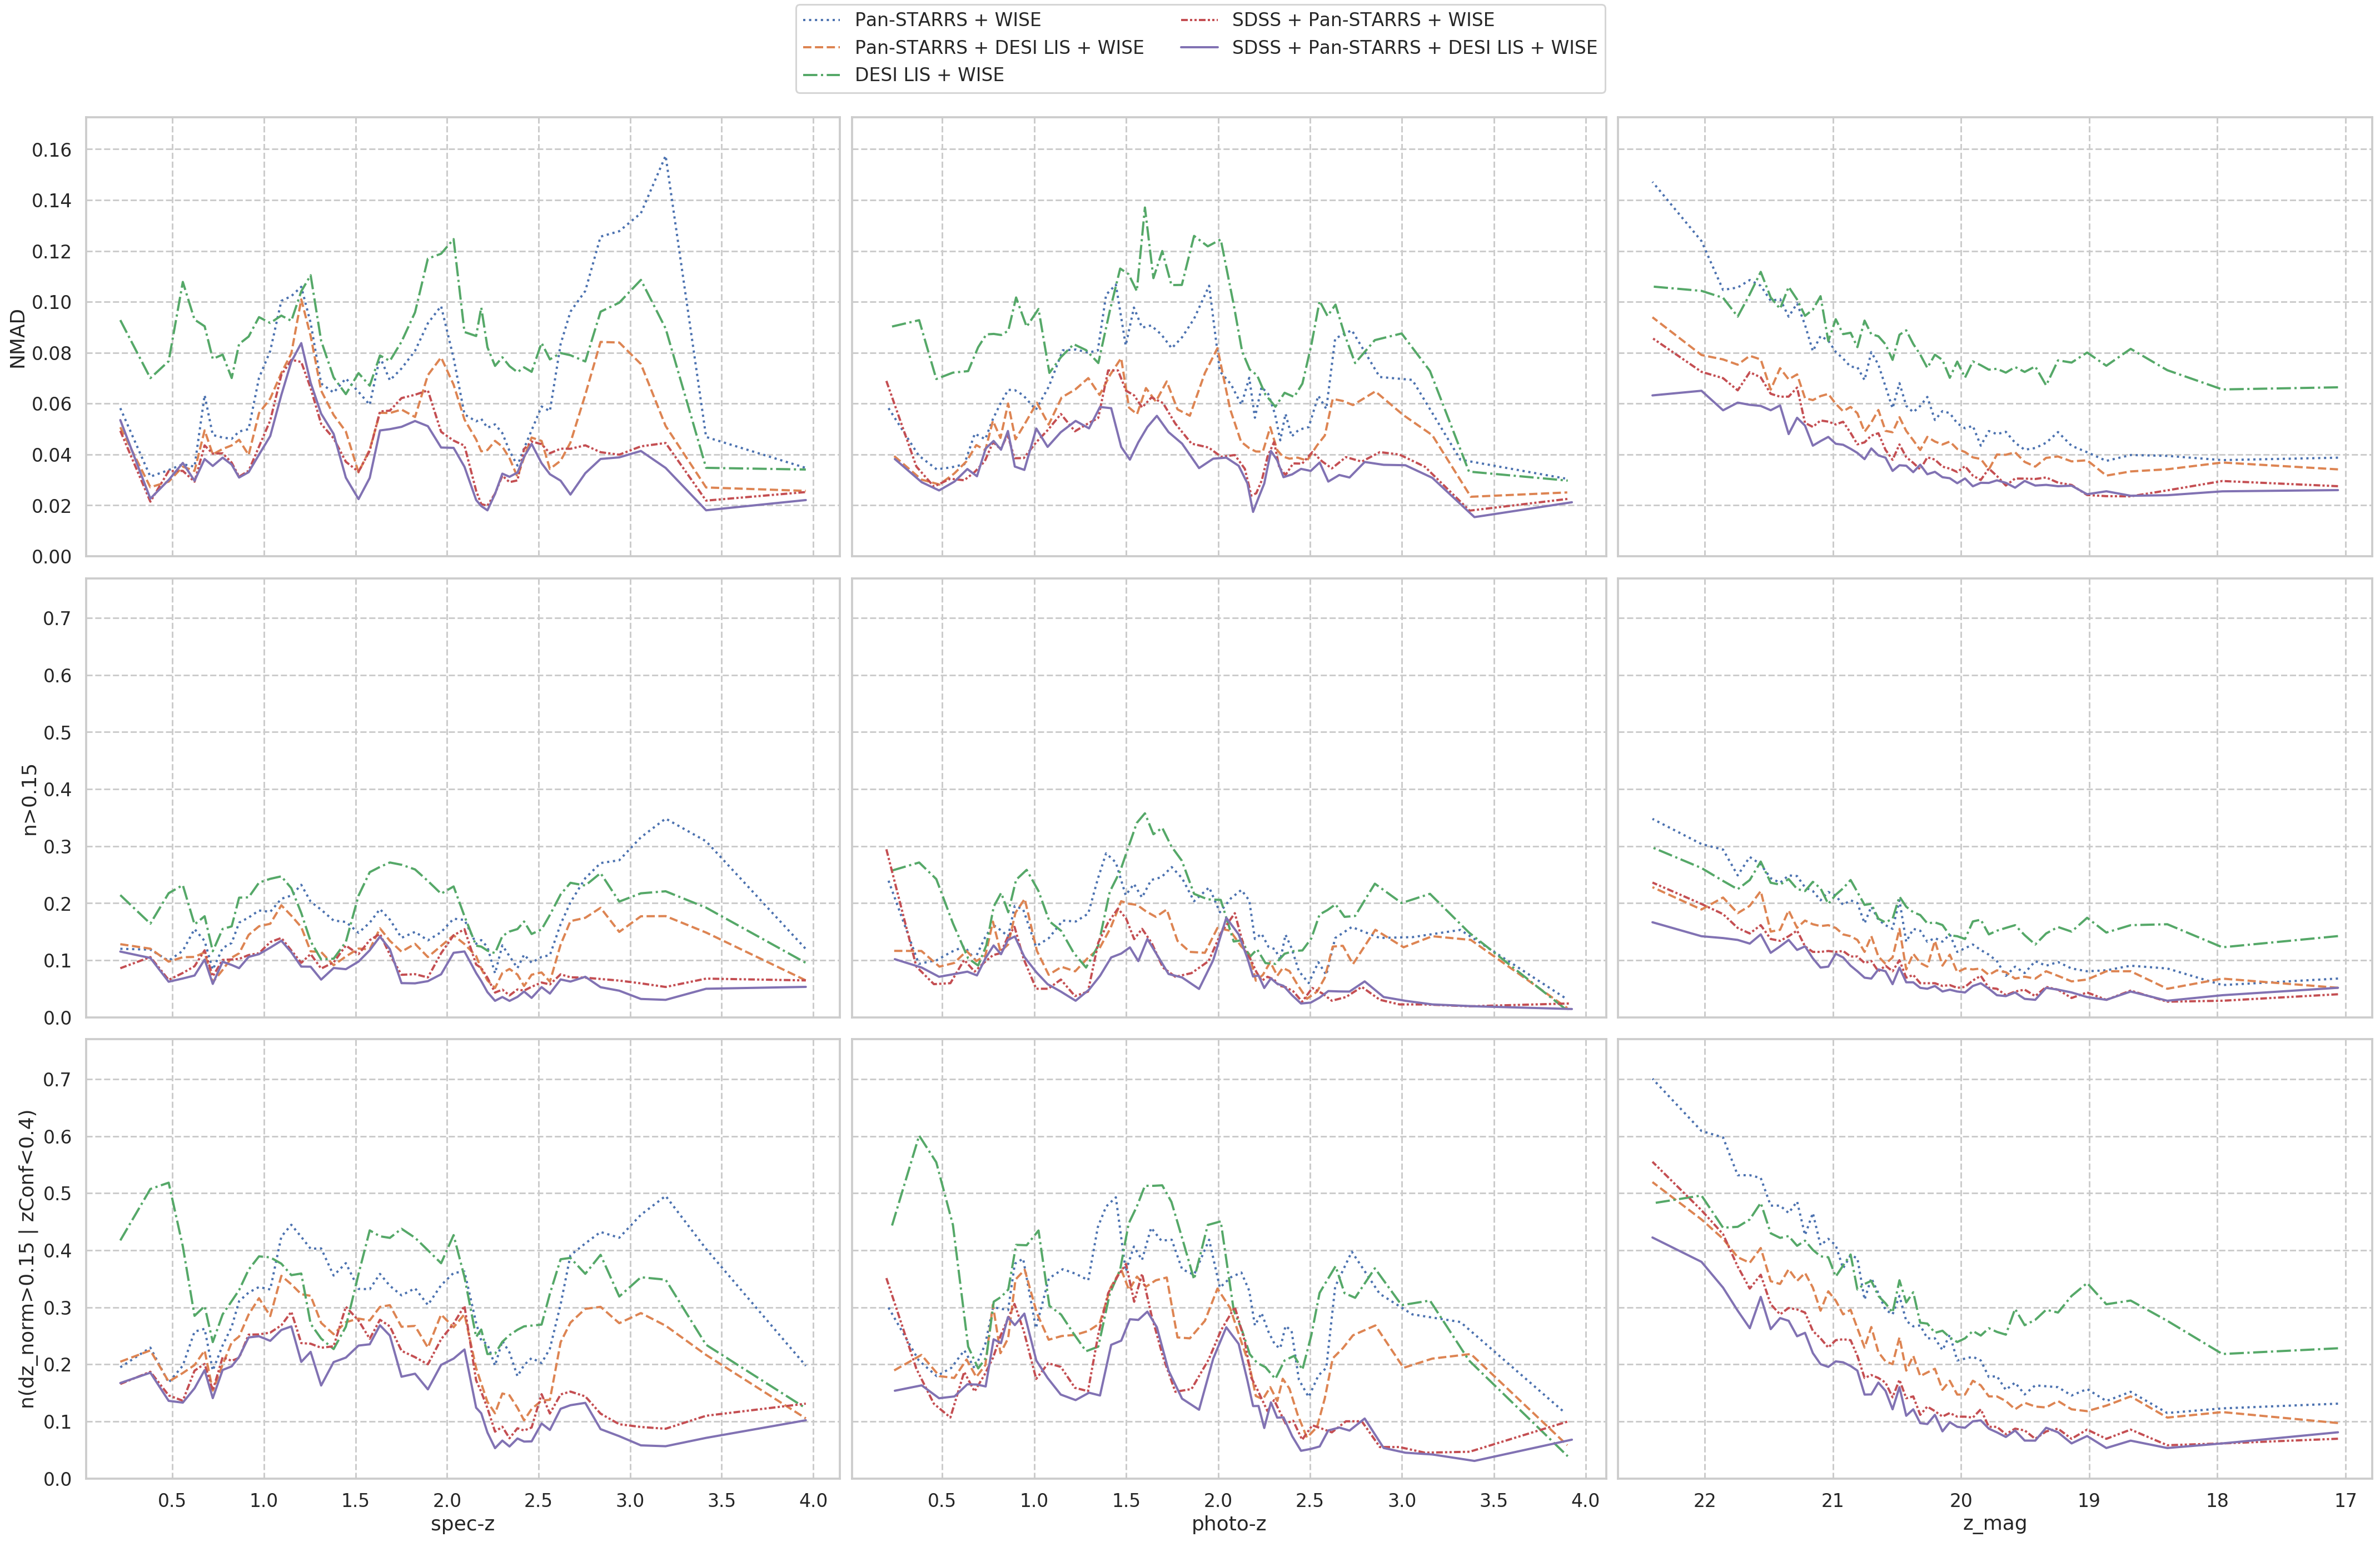 Pan-STARRS + WISE
Pan-STARRS + DESI LIS + WISE
DESI LIS + WISE
SDSS + Pan-STARRS + WISE
SDSS + Pan-STARRS + DESI LIS + WISE
NMAD
0.16
0.14
0.12
0.10
0.08
0.06
0.04
0.02
0.00
n>0.15
0.7
0.6
0.5
0.4
0.3
0.2
0.1
0.0
n(dz_norm>0.15 | zConf<0.4)
0.7
0.6
0.5
0.4
0.3
0.2
0.1
0.0
0.5 1.0 1.5 2.0 2.5 3.0 3.5 4.0
spec-z
0.5 1.0 1.5 2.0 2.5 3.0 3.5 4.0
photo-z
22 21 20 19 18 17
z_mag